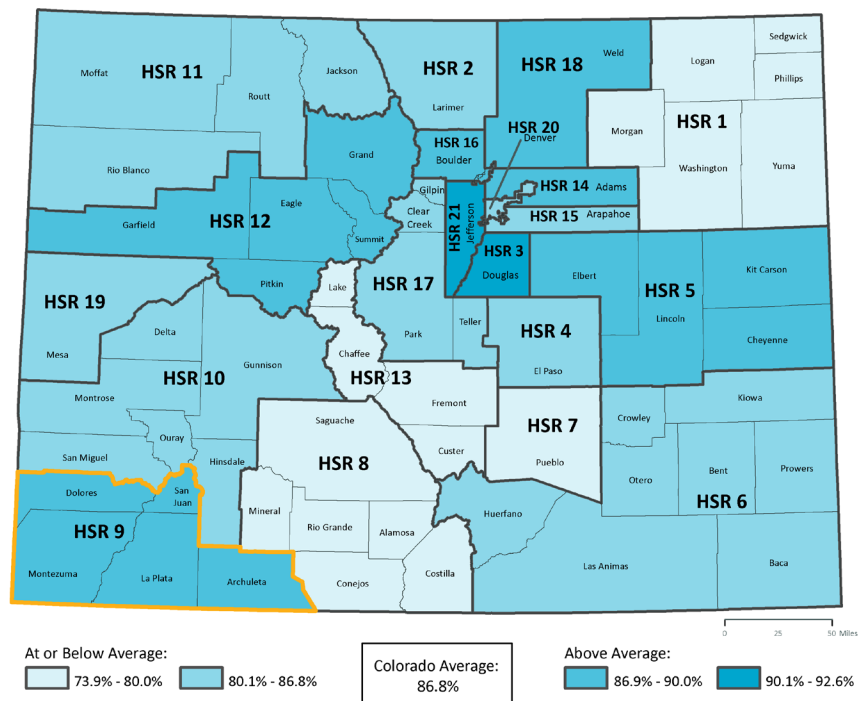 Sedgwick
Weld
Logan
HSR 18
HSR 2
Jackson
Moffat
HSR 11
Phillips
Routt
Larimer
HSR 20
HSR 1
Morgan
Denver
HSR 16
Grand
Boulder
Rio Blanco
Washington
Yuma
Gilpin
HSR 14
Adams
Eagle
Clear
Creek
HSR 21
Jefferson
HSR 15
Arapahoe
Garfield
HSR 12
Summit
HSR 3
Douglas
Elbert
Kit Carson
Pitkin
Lake
HSR 17
HSR 5
HSR 19
Lincoln
Teller
Delta
Park
HSR 4
Cheyenne
Mesa
Chaffee
Gunnison
El Paso
HSR 10
HSR 13
Montrose
Kiowa
Fremont
Saguache
Crowley
HSR 7
Ouray
Custer
San Miguel
Hinsdale
HSR 8
Pueblo
Bent
Prowers
Otero
Dolores
San
Juan
HSR 6
Mineral
Huerfano
Rio Grande
Alamosa
HSR 9
Las Animas
Baca
Montezuma
La Plata
Archuleta
Conejos
Costilla
0
25
50 Miles
At or Below Average:
73.9% - 80.0%
80.1% - 86.8%
Colorado Average:
86.8%
Above Average:
86.9% - 90.0%
90.1% - 92.6%